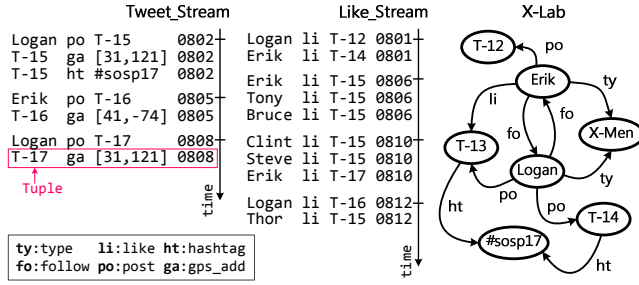 Tweet_Stream
Logan po T-15 0802
T-15 ga [31,121] 0802
T-15 ht #sosp17 0802
Erik po T-16 0805
T-16 ga [41,-74] 0805
Logan po T-17 0808
T-17 ga [31,121] 0808
Tuple
time
Like_Stream
Logan li T-12 0801
Erik li T-14 0801
Erik li T-15 0806
Tony li T-15 0806
Bruce li T-15 0806
Clint li T-15 0810
Steve li T-15 0810
Erik li T-17 0810
Logan li T-16 0812
Thor li T-15 0812
time
X-Lab
T-12
po
Erik
ty
li
fo
fo
X-Men
T-13
Logan
ty
po
po
ht
T-14
#sosp17
ht
ty:type li:like ht:hashtag
fo:follow po:post ga:gps_add